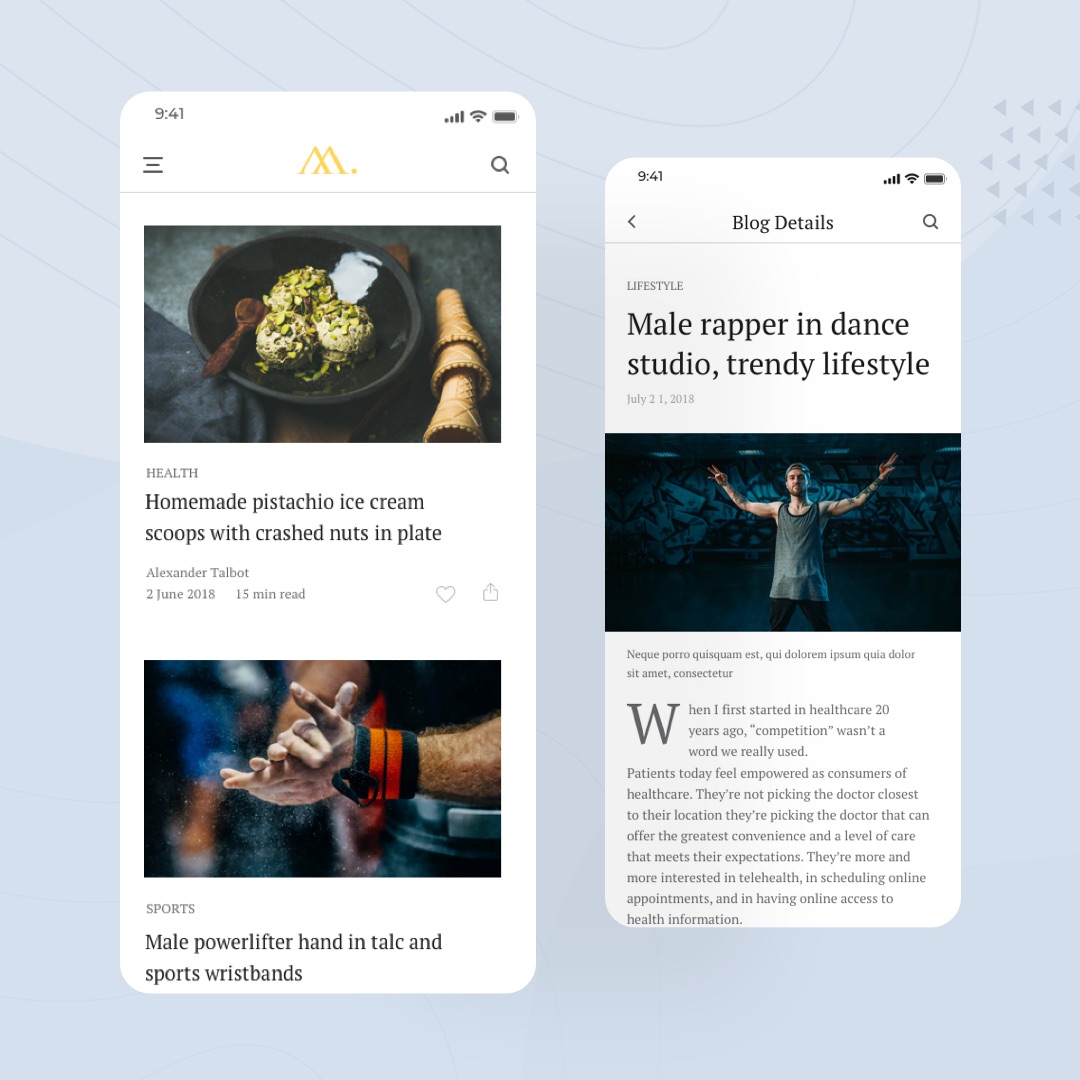 9:41
HEALTH
Homemade pistachio ice cream
scoops with crashed nuts in plate
Alexander Talbot
2 June 2018 15 min read
SPORTS
Male powerlifter hand in talc and
sports wristbands
9:41
Blog Details
LIFESTYLE
Male rapper in dance
studio, trendy lifestyle
July 2 1, 2018
Neque porro quisquam est, qui dolorem ipsum quia dolor
sit amet, consectetur
When I first started in healthcare 20
years ago, “competition” wasn’t a
word we really used.
Patients today feel empowered as consumers of
healthcare. They’re not picking the doctor closest
to their location they’re picking the doctor that can
offer the greatest convenience and a level of care
that meets their expectations. They’re more and
more interested in telehealth, in scheduling online
appointments, and in having online access to
health information.